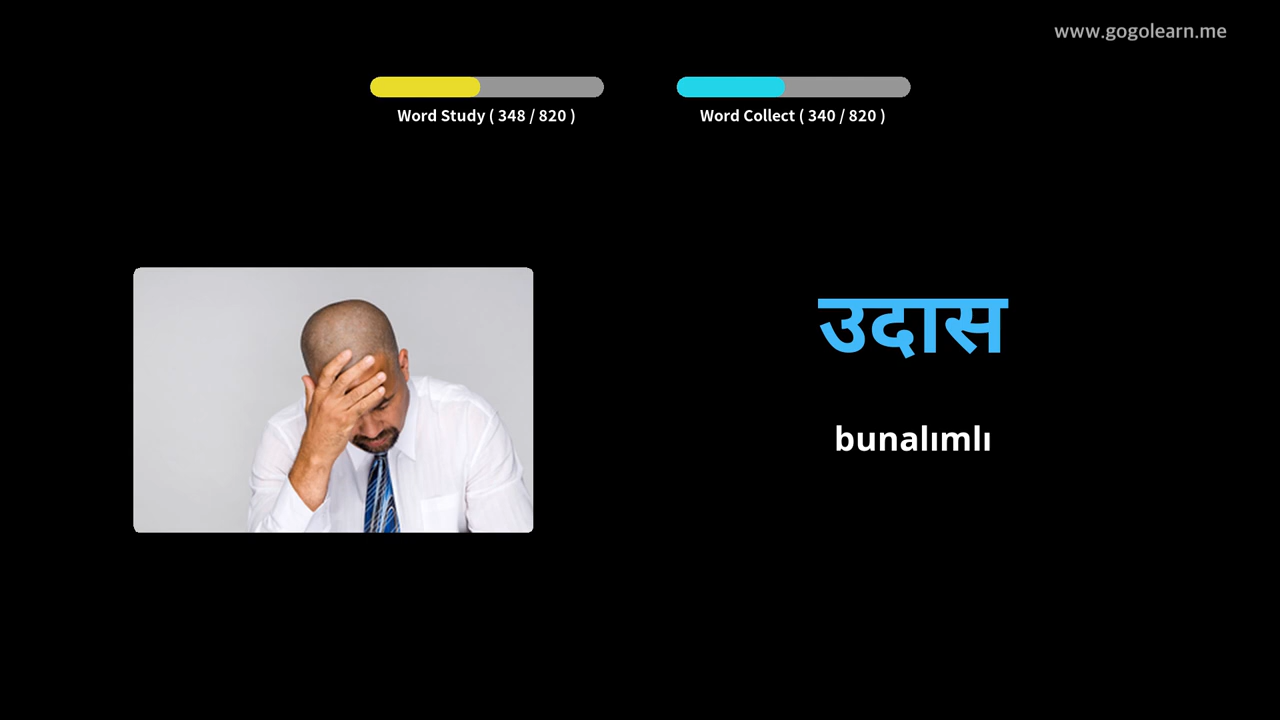 www.gogolearn.me
Word Study ( 348 / 820 )
Word Collect ( 340 / 820 )
उदास
bunalımlı